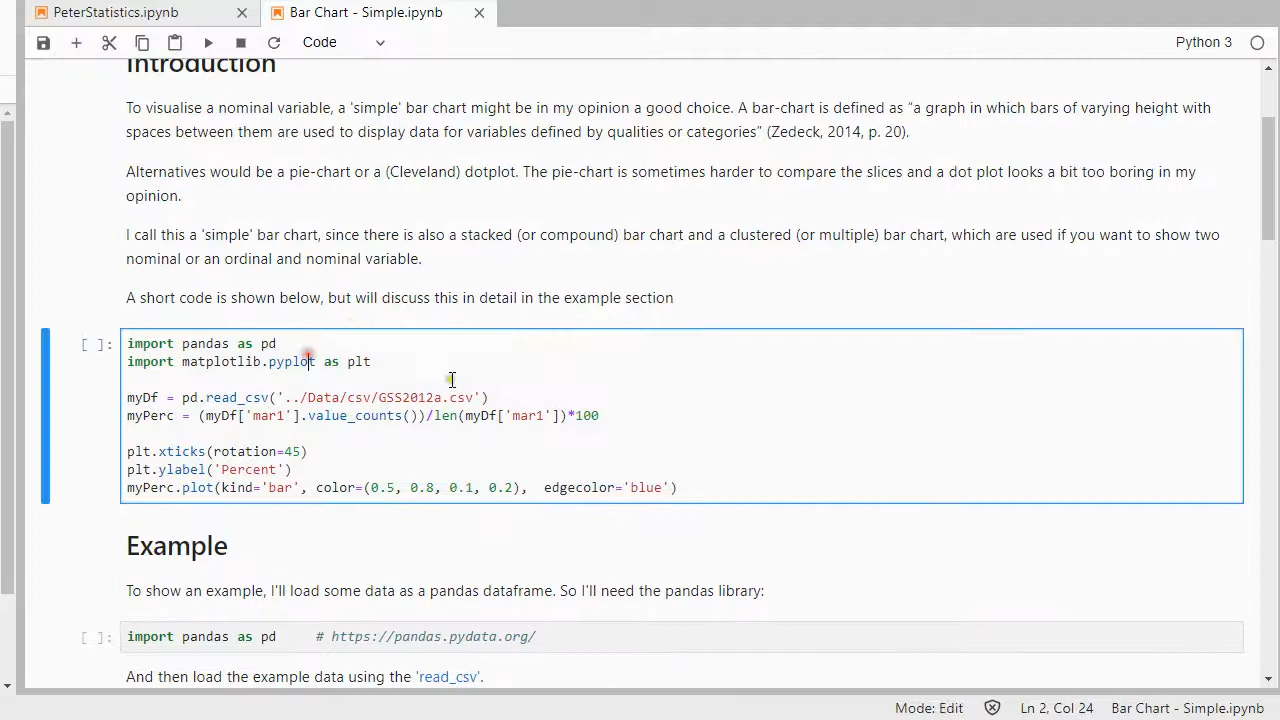 PeterStatistics.ipynb
Bar Chart - Simple.ipynb
Code
Python 3
Introduction
To visualise a nominal variable, a 'simple' bar chart might be in my opinion a good choice. A bar-chart is defined as “a graph in which bars of varying height with
spaces between them are used to display data for variables defined by qualities or categories” (Zedeck, 2014, p. 20).
Alternatives would be a pie-chart or a (Cleveland) dotplot. The pie-chart is sometimes harder to compare the slices and a dot plot looks a bit too boring in my
opinion.
I call this a 'simple' bar chart, since there is also a stacked (or compound) bar chart and a clustered (or multiple) bar chart, which are used if you want to show two
nominal or an ordinal and nominal variable.
A short code is shown below, but will discuss this in detail in the example section
[ ]: import pandas as pd
import matplotlib.pyplot as plt
myDf = pd.read_csv('../Data/csv/GSS2012a.csv')
myPerc = (myDf['mar1'].value_counts())/len(myDf['mar1'])*100
plt.xticks(rotation=45)
plt.ylabel('Percent')
myPerc.plot(kind='bar', color=(0.5, 0.8, 0.1, 0.2),  edgecolor='blue')
Example
To show an example, I'll load some data as a pandas dataframe. So I'll need the pandas library:
[ ]: import pandas as pd     # https://pandas.pydata.org/
And then load the example data using the 'read_csv'.
Mode: Edit
Ln 2, Col 24
Bar Chart - Simple.ipynb